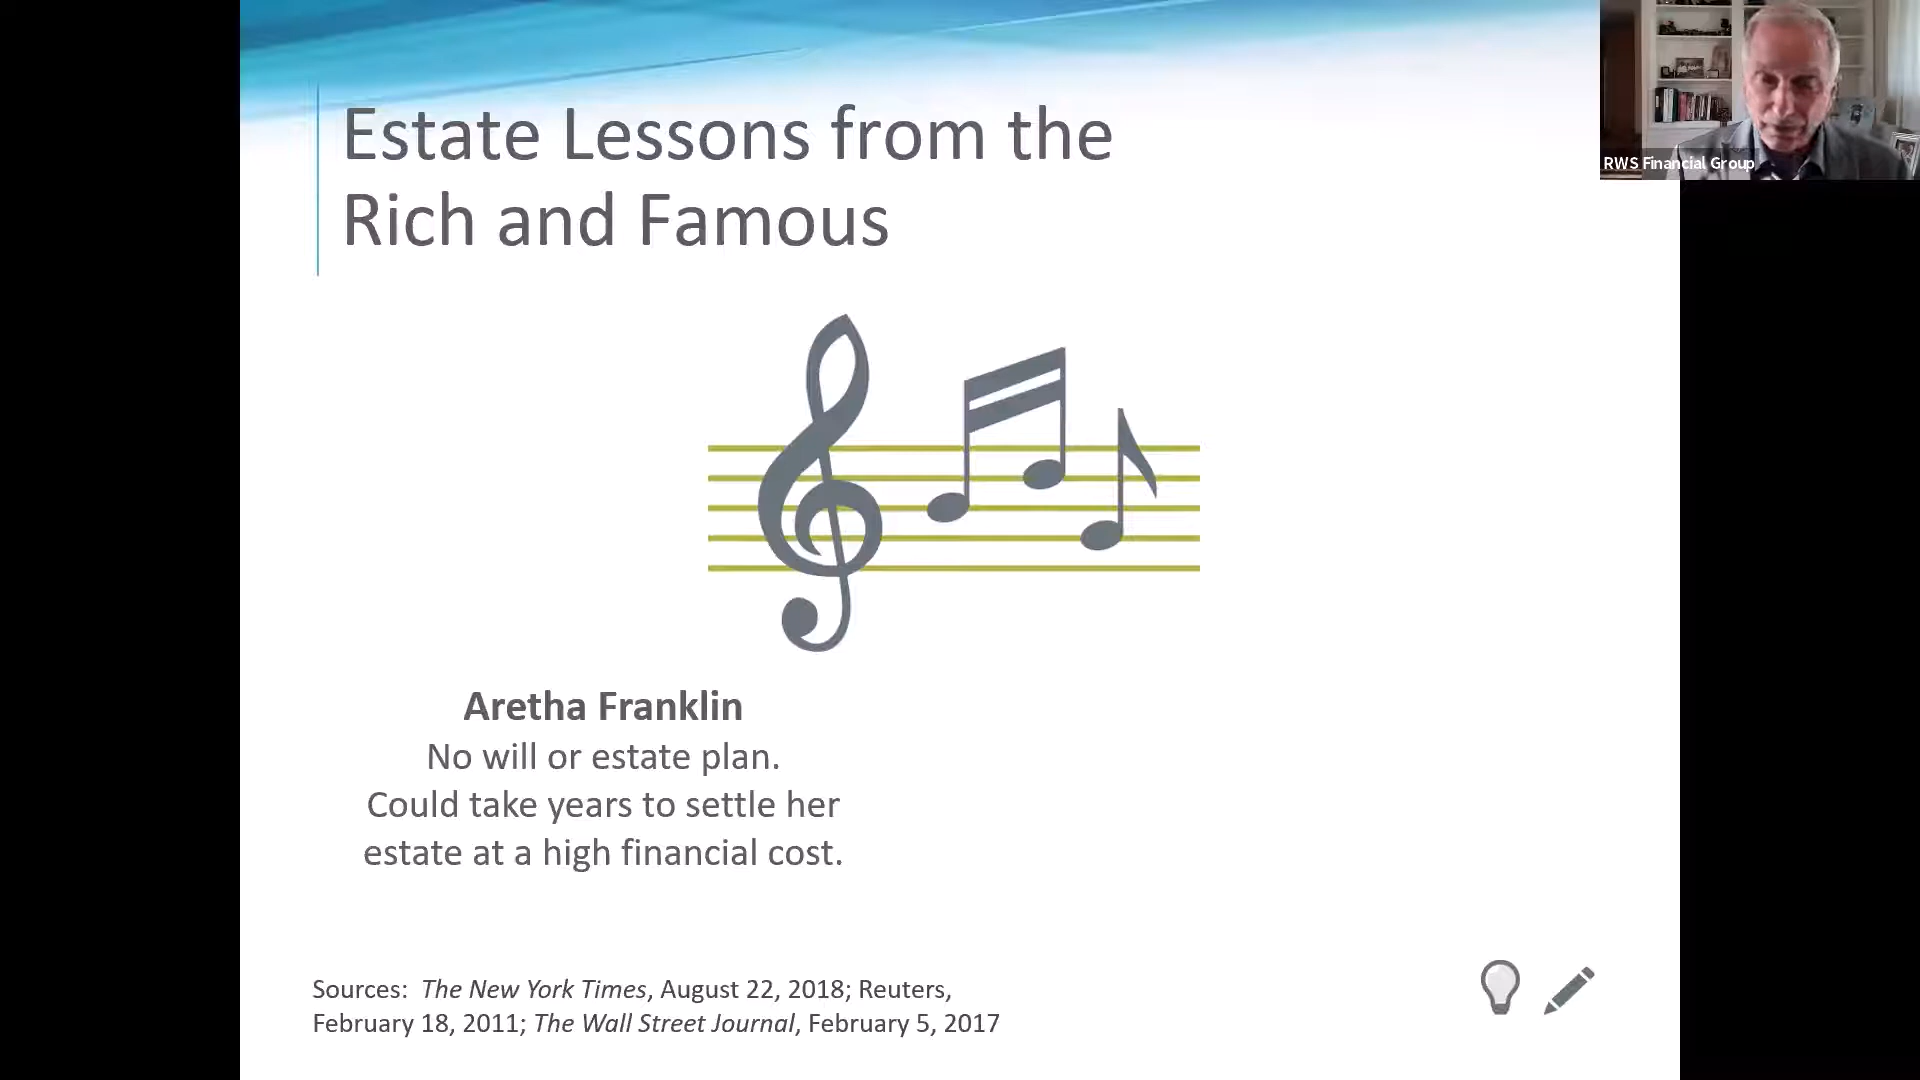 Estate Lessons from the
Rich and Famous
RWS Financial Group
Aretha Franklin
No will or estate plan.
Could take years to settle her
estate at a high financial cost.
Sources: The New York Times, August 22, 2018; Reuters,
February 18, 2011; The Wall Street Journal, February 5, 2017